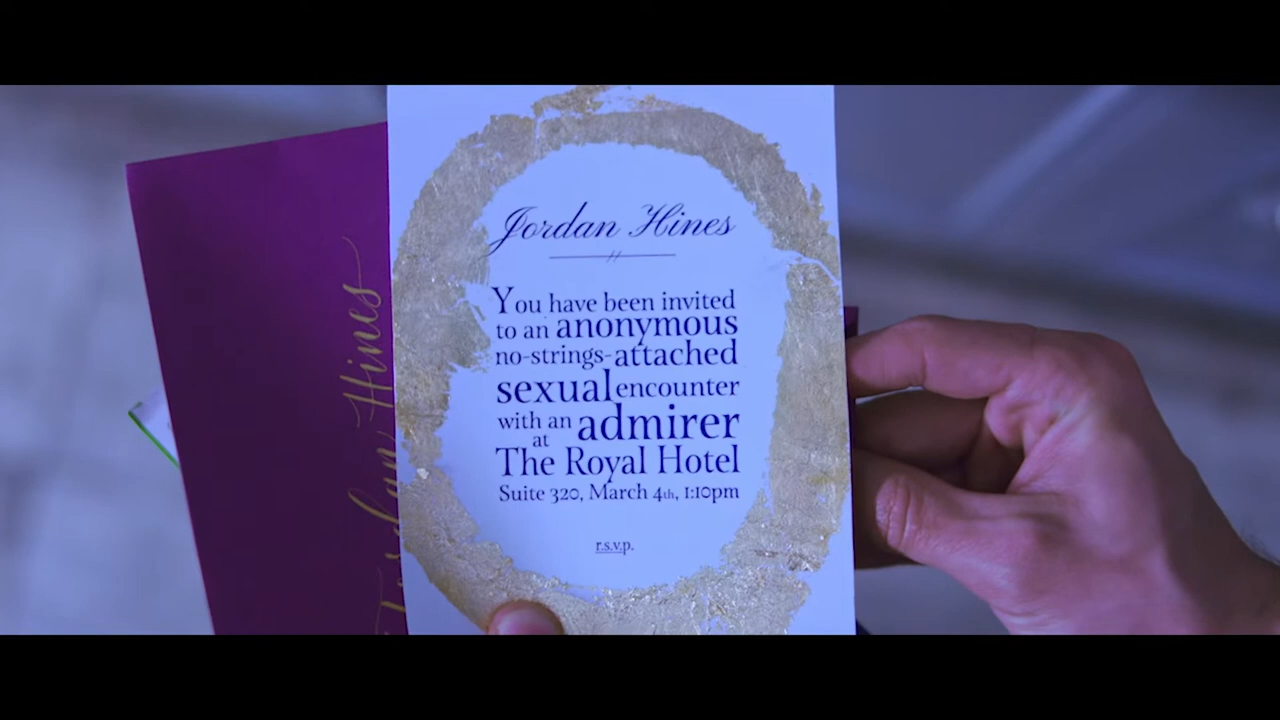 Jordan Hines
You have been invited
to an anonymous
no-strings-attached
sexual encounter
with an admirer
at
The Royal Hotel
Suite 320, March 4th, 1:10pm
r.s.v.p.
Jordan Hines